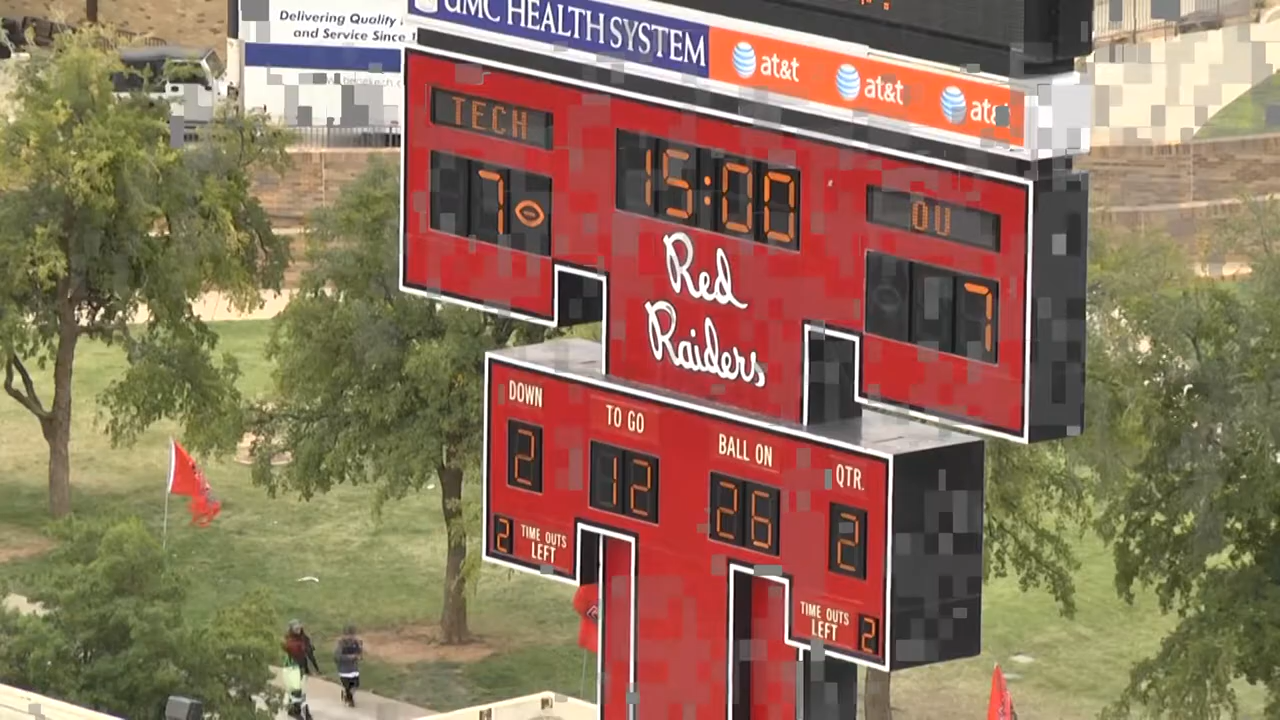 Delivering Quality
and Service Since 1
UMC HEALTH SYSTEM
at&t at&t at&t
TECH
7
15:00
OU
7
Red
Raiders
DOWN
2
TO GO
12
BALL ON
26
QTR.
2
2 TIME OUTS
LEFT
TIME OUTS
LEFT 2